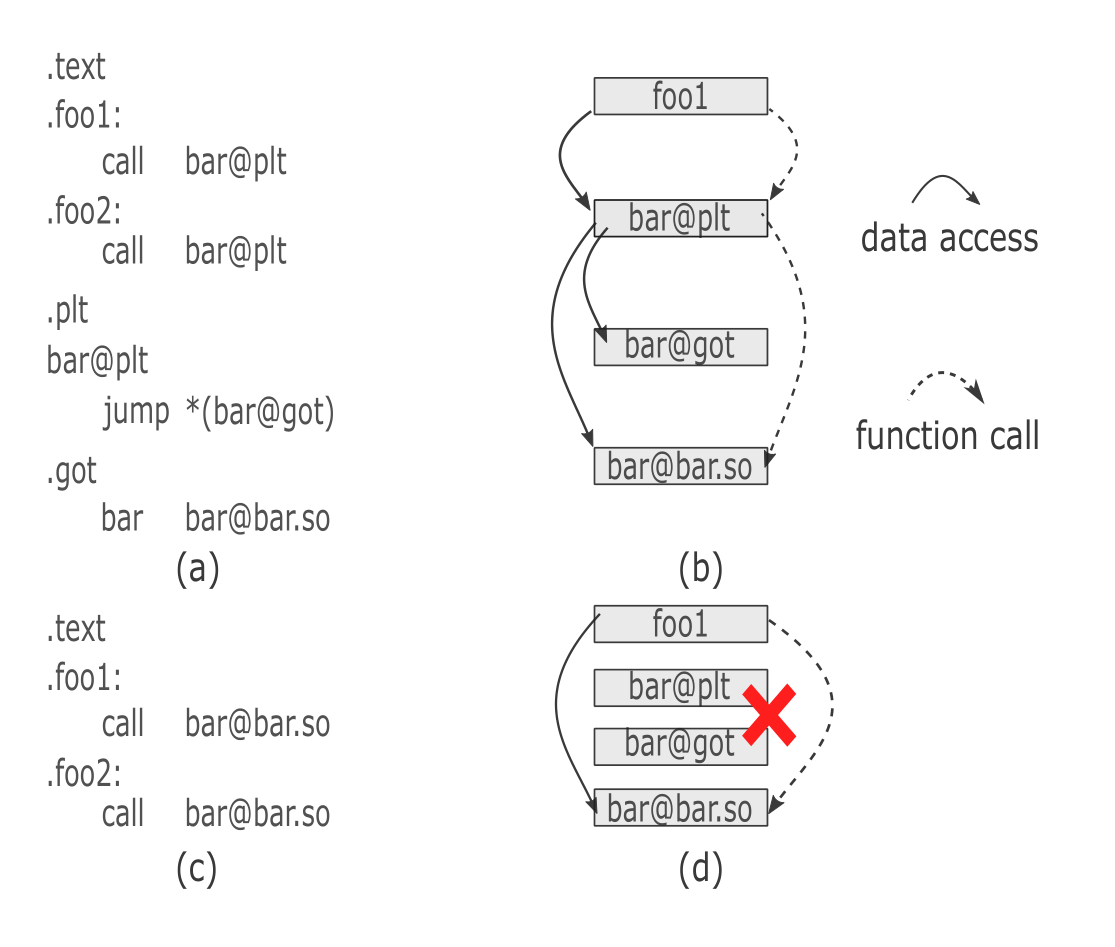 .text
.foo1:
call bar@plt
.foo2:
call bar@plt
.plt
bar@plt
jump *(bar@got)
.got
bar bar@bar.so
(a)
foo1
bar@plt
bar@got
bar@bar.so
(b)
data access
function call
.text
.foo1:
call bar@bar.so
.foo2:
call bar@bar.so
(c)
foo1
bar@plt
bar@got
bar@bar.so
(d)